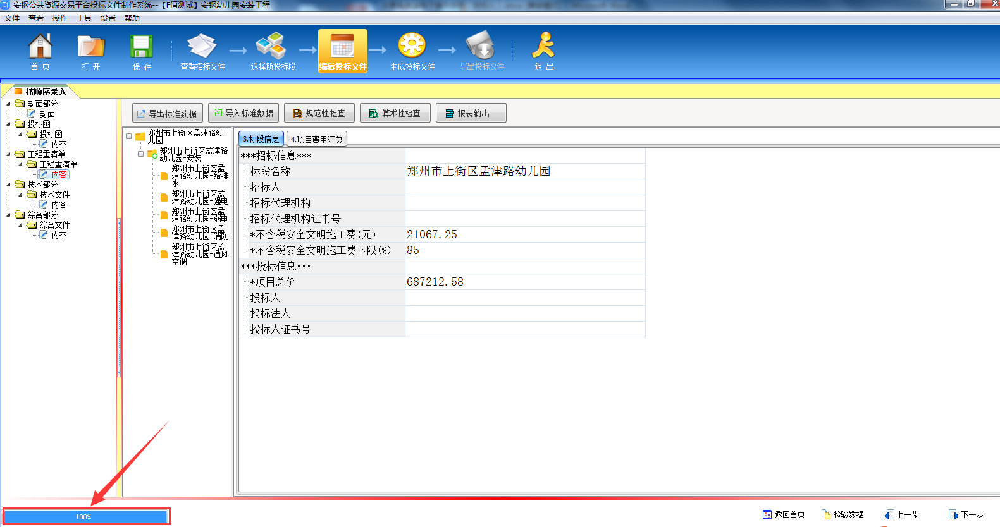 安钢公共资源交易平台投标文件制作系统--【F值测试】安钢幼儿园安装工程
文件 查看 操作 工具 设置 帮助
首 页 打 开 保 存 查看招标文件 选择所投标段 编辑投标文件 生成投标文件 导出投标文件 退 出
按顺序录入
封面部分
封面
投标函
投标函
内容
工程量清单
工程量清单
内容
技术部分
技术文件
内容
综合部分
综合文件
内容
导出标准数据 导入标准数据 规范性检查 算术性检查 报表输出
郑州市上街区孟津路幼
儿园
郑州市上街区孟津路
幼儿园-安装
郑州市上街区孟
津路幼儿园-给排
水
郑州市上街区孟
津路幼儿园-强电
郑州市上街区孟
津路幼儿园-弱电
郑州市上街区孟
津路幼儿园-消防
郑州市上街区孟
津路幼儿园-通风
空调
3.标段信息 4.项目费用汇总
***招标信息***
标段名称 郑州市上街区孟津路幼儿园
招标人
招标代理机构
招标代理机构证书号
*不含税安全文明施工费(元) 21067.25
*不含税安全文明施工费下限(%) 85
***投标信息***
*项目总价 687212.58
投标人
投标法人
投标人证书号
100%
返回首页 检验数据 上一步 下一步